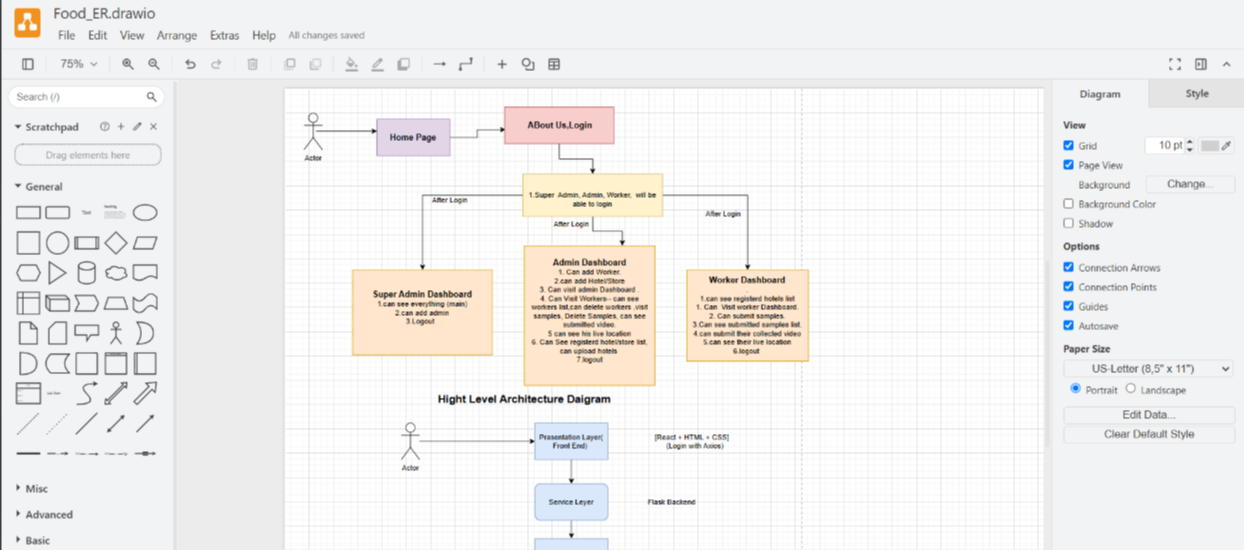 Food_ER.drawio
File Edit View Arrange Extras Help All changes saved
75%
Search (/)
Scratchpad
Drag elements here
General
Misc
Advanced
Basic
Actor
Home Page
ABout Us,Login
1.Super Admin, Admin, Worker, will be
able to login
After Login
After Login
After Login
Super Admin Dashboard
1.can see everything (main)
2.can add admin
3.Logout
Admin Dashboard
1. Can add Worker.
2.can add Hotel/Store
3. Can visit admin Dashboard .
4. Can Visit Workers-- can see
workers list,can delete workers .visit
samples, Delete Samples, can see
submitted video.
5 can see his live location
6. Can See registerd hotel/store list,
can upload hotels
7.logout
Worker Dashboard
1.can see registerd hotels list
1. Can Visit worker Dashboard.
2. Can submit samples.
3.Can see submitted samples list.
4.can submit their collected video
5.can see their live location
6.logout
Hight Level Architecture Daigram
Actor
Presentation Layer(
Front End)
[React + HTML + CSS]
(Login with Axios)
Service Leyer
Flask Backend
Diagram
Style
View
Grid 10 pt
Page View
Background Change...
Background Color
Shadow
Options
Connection Arrows
Connection Points
Guides
Autosave
Paper Size
US-Letter (8,5" x 11")
Portrait Landscape
Edit Data...
Clear Default Style